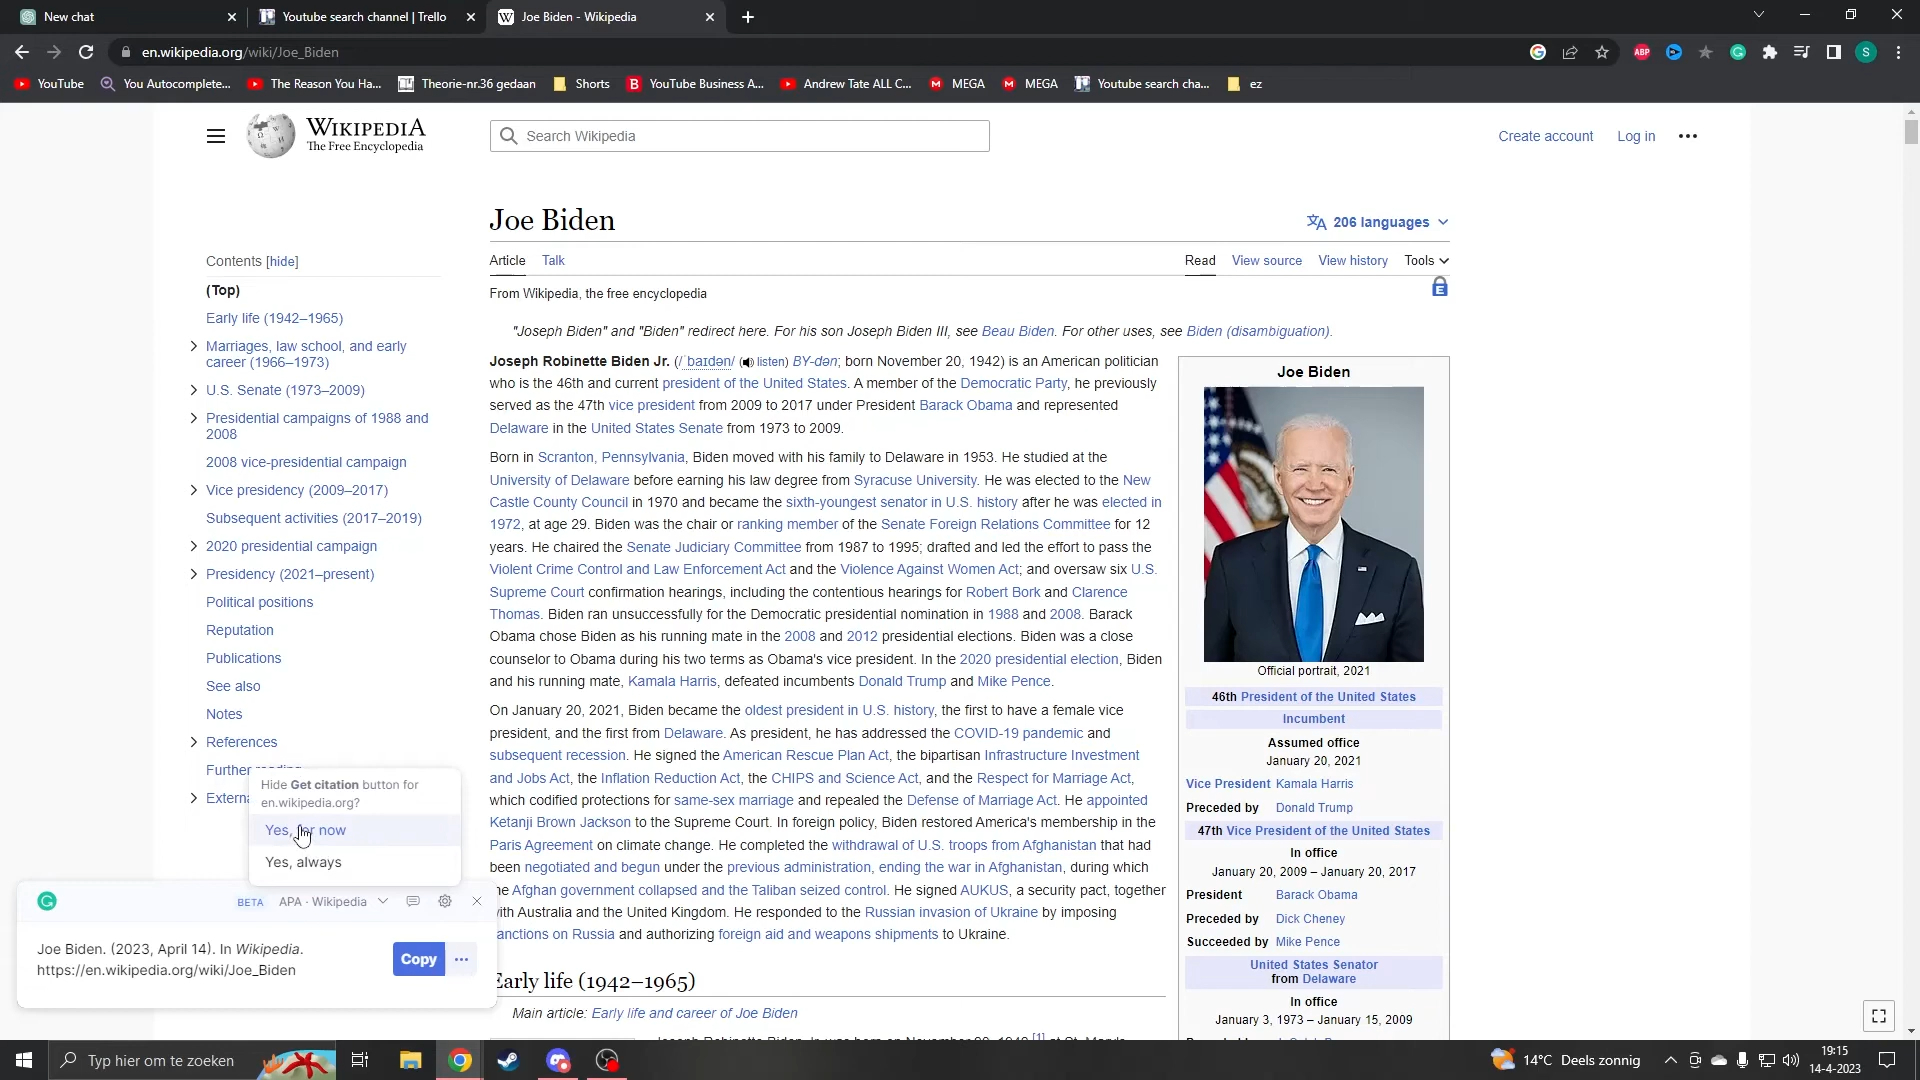 New chat
Youtube search channel | Trello
Joe Biden - Wikipedia
en.wikipedia.org/wiki/Joe_Biden
YouTube
You Autocomplete...
The Reason You Ha...
Theorie-nr.36 gedaan
Shorts
YouTube Business A...
Andrew Tate ALL C...
MEGA
MEGA
Youtube search cha...
ez
WIKIPEDIA
The Free Encyclopedia
Search Wikipedia
Create account
Log in
Joe Biden
206 languages
Article
Talk
Read
View source
View history
Tools
From Wikipedia, the free encyclopedia
"Joseph Biden" and "Biden" redirect here. For his son Joseph Biden III, see Beau Biden. For other uses, see Biden (disambiguation).
Contents [hide]
(Top)
Early life (1942–1965)
Marriages, law school, and early
career (1966–1973)
U.S. Senate (1973–2009)
Presidential campaigns of 1988 and
2008
2008 vice-presidential campaign
Vice presidency (2009–2017)
Subsequent activities (2017–2019)
2020 presidential campaign
Presidency (2021–present)
Political positions
Reputation
Publications
See also
Notes
References
Further
Externa
Joseph Robinette Biden Jr. (/ˈbaɪdən/ (listen) BY-dən; born November 20, 1942) is an American politician
who is the 46th and current president of the United States. A member of the Democratic Party, he previously
served as the 47th vice president from 2009 to 2017 under President Barack Obama and represented
Delaware in the United States Senate from 1973 to 2009.
Born in Scranton, Pennsylvania, Biden moved with his family to Delaware in 1953. He studied at the
University of Delaware before earning his law degree from Syracuse University. He was elected to the New
Castle County Council in 1970 and became the sixth-youngest senator in U.S. history after he was elected in
1972, at age 29. Biden was the chair or ranking member of the Senate Foreign Relations Committee for 12
years. He chaired the Senate Judiciary Committee from 1987 to 1995; drafted and led the effort to pass the
Violent Crime Control and Law Enforcement Act and the Violence Against Women Act; and oversaw six U.S.
Supreme Court confirmation hearings, including the contentious hearings for Robert Bork and Clarence
Thomas. Biden ran unsuccessfully for the Democratic presidential nomination in 1988 and 2008. Barack
Obama chose Biden as his running mate in the 2008 and 2012 presidential elections. Biden was a close
counselor to Obama during his two terms as Obama's vice president. In the 2020 presidential election, Biden
and his running mate, Kamala Harris, defeated incumbents Donald Trump and Mike Pence.
On January 20, 2021, Biden became the oldest president in U.S. history, the first to have a female vice
president, and the first from Delaware. As president, he has addressed the COVID-19 pandemic and
subsequent recession. He signed the American Rescue Plan Act, the bipartisan Infrastructure Investment
and Jobs Act, the Inflation Reduction Act, the CHIPS and Science Act, and the Respect for Marriage Act,
which codified protections for same-sex marriage and repealed the Defense of Marriage Act. He appointed
Ketanji Brown Jackson to the Supreme Court. In foreign policy, Biden restored America's membership in the
Paris Agreement on climate change. He completed the withdrawal of U.S. troops from Afghanistan that had
been negotiated and begun under the previous administration, ending the war in Afghanistan, during which
he Afghan government collapsed and the Taliban seized control. He signed AUKUS, a security pact, together
with Australia and the United Kingdom. He responded to the Russian invasion of Ukraine by imposing
anctions on Russia and authorizing foreign aid and weapons shipments to Ukraine.
Early life (1942–1965)
Main article: Early life and career of Joe Biden
Joe Biden
Official portrait, 2021
46th President of the United States
Incumbent
Assumed office
January 20, 2021
Vice President Kamala Harris
Preceded by Donald Trump
47th Vice President of the United States
In office
January 20, 2009 – January 20, 2017
President Barack Obama
Preceded by Dick Cheney
Succeeded by Mike Pence
United States Senator
from Delaware
In office
January 3, 1973 – January 15, 2009
Hide Get citation button for
en.wikipedia.org?
Yes, for now
Yes, always
BETA
APA · Wikipedia
Joe Biden. (2023, April 14). In Wikipedia.
https://en.wikipedia.org/wiki/Joe_Biden
Copy
Typ hier om te zoeken
14°C Deels zonnig
19:15
14-4-2023